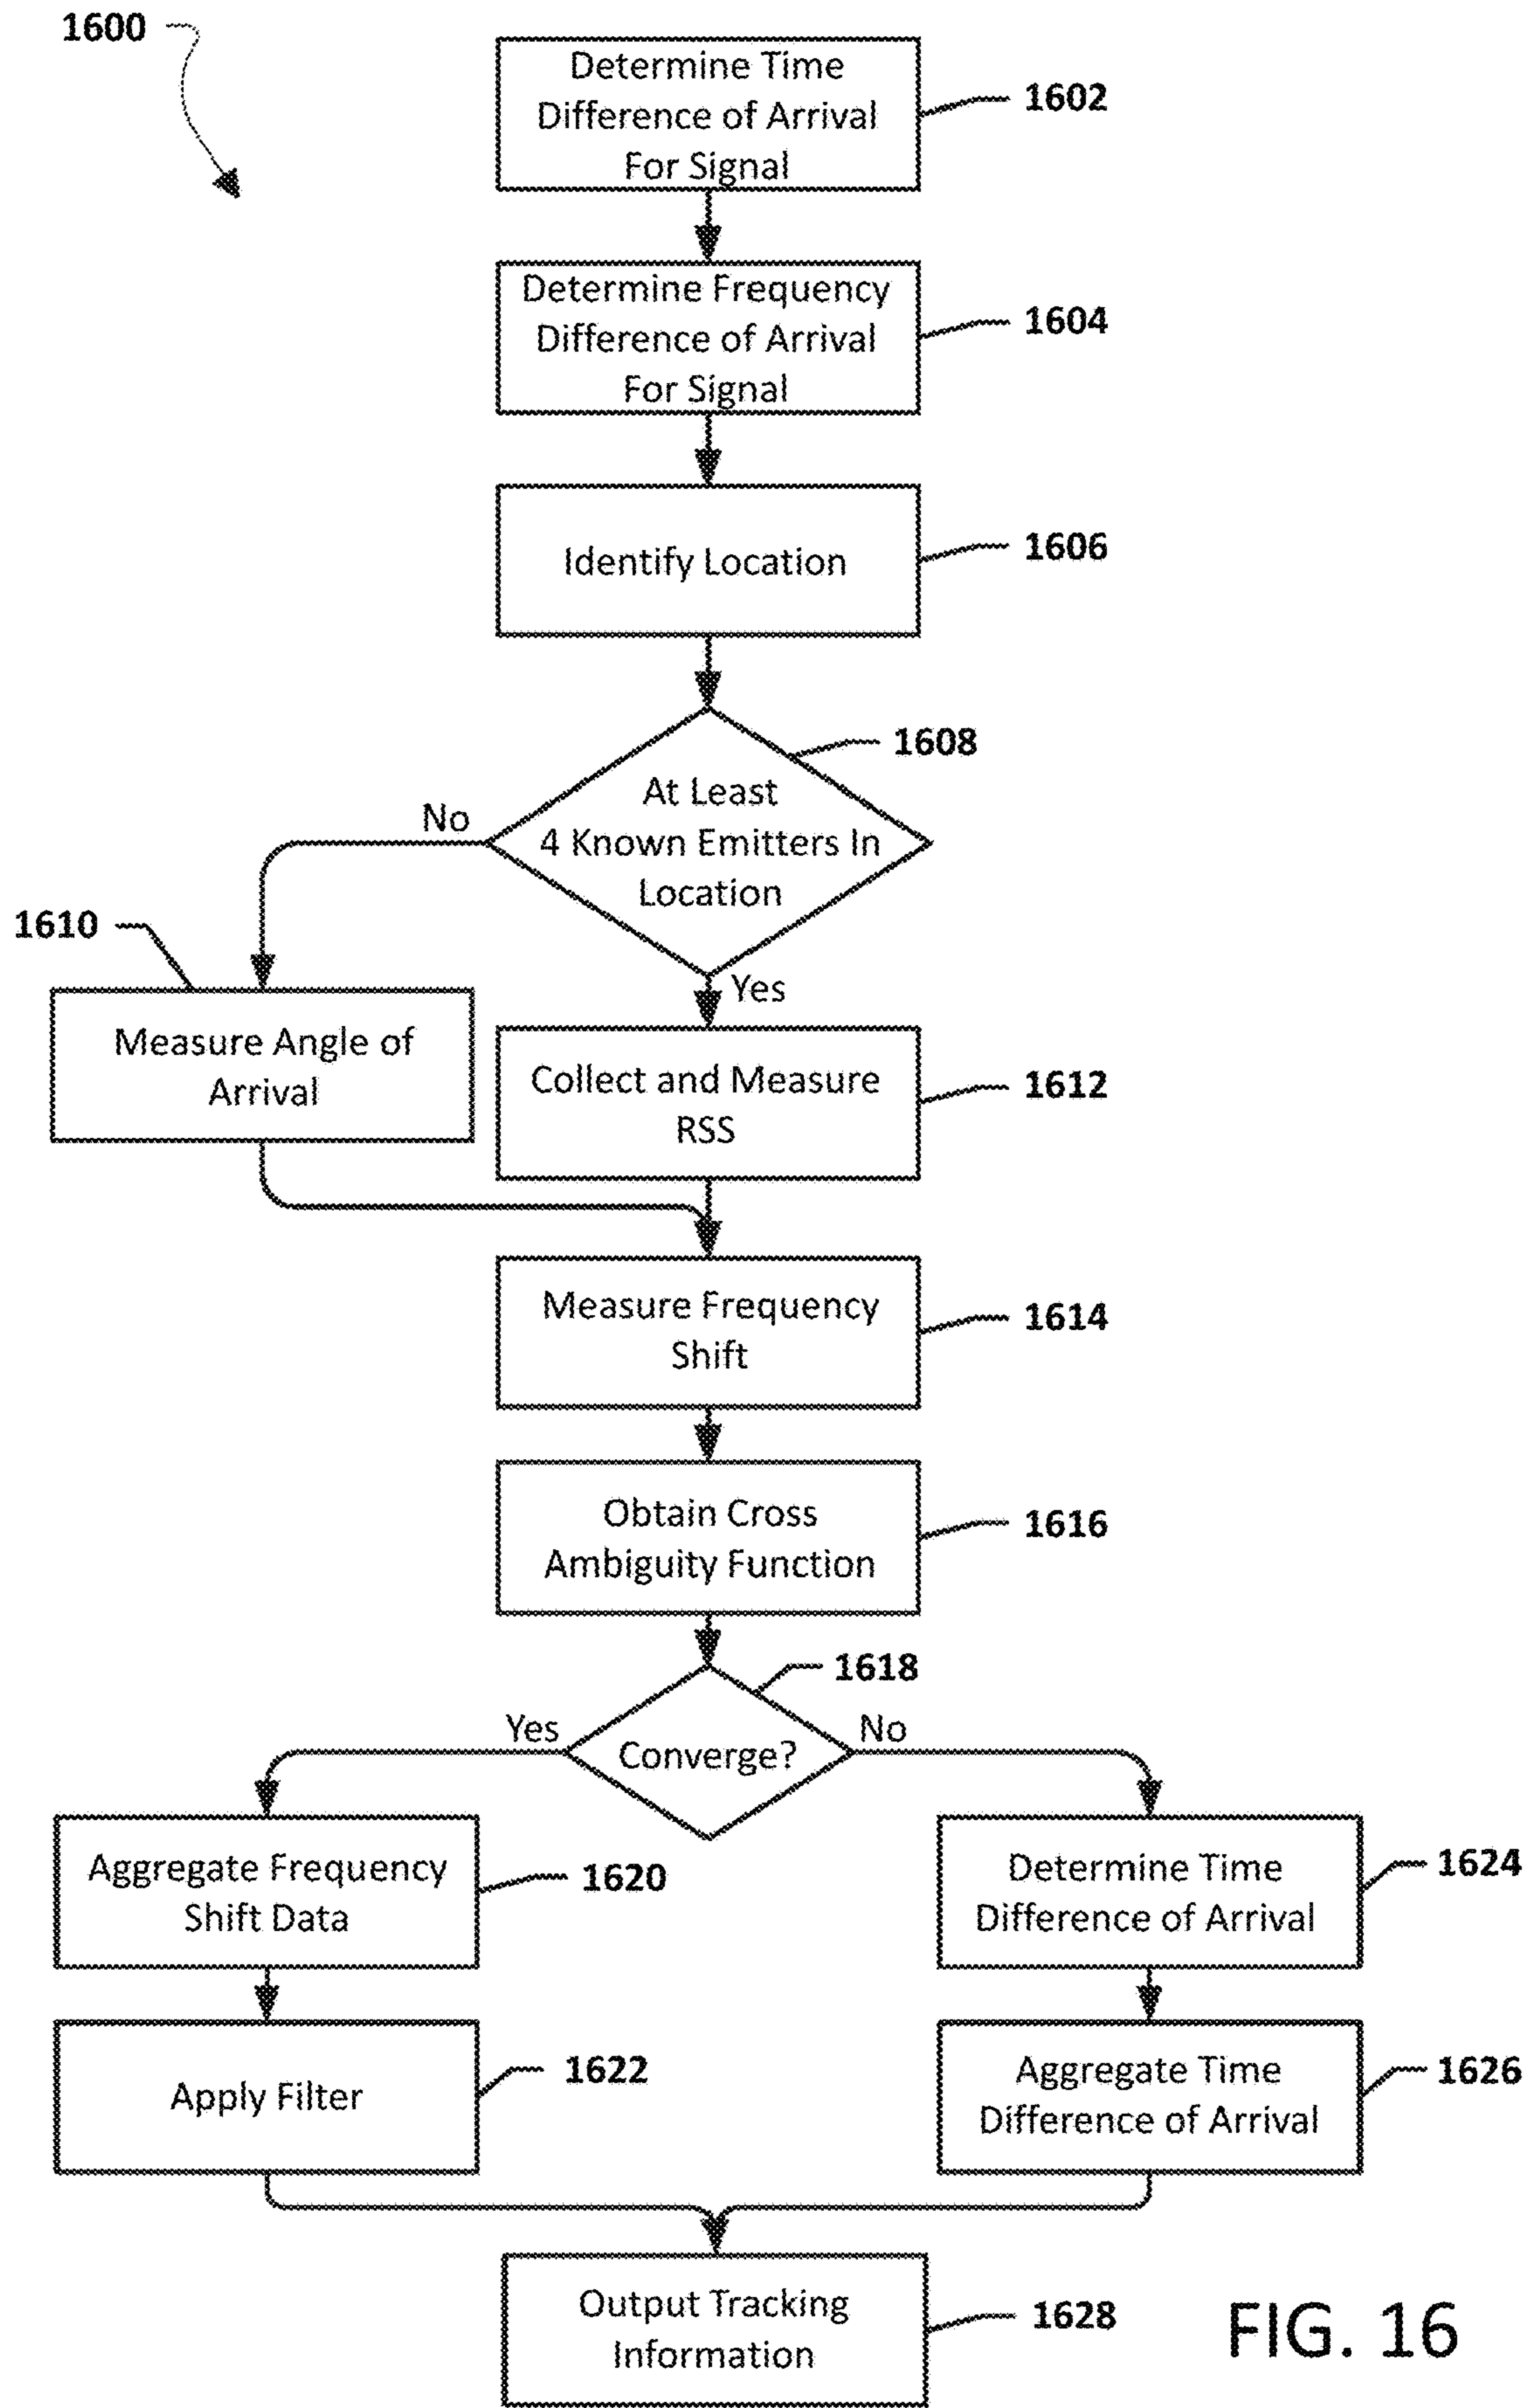 1600
Determine Time
Difference of Arrival
For Signal
1602
Determine Frequency
Difference of Arrival
For Signal
1604
Identify Location
1606
1608
At Least
4 Known Emitters In
Location
No
Yes
1610
Measure Angle of
Arrival
Collect and Measure
RSS
1612
Measure Frequency
Shift
1614
Obtain Cross
Ambiguity Function
1616
1618
Converge?
Yes
No
Aggregate Frequency
Shift Data
1620
Determine Time
Difference of Arrival
1624
Apply Filter
1622
Aggregate Time
Difference of Arrival
1626
Output Tracking
Information
1628
FIG. 16